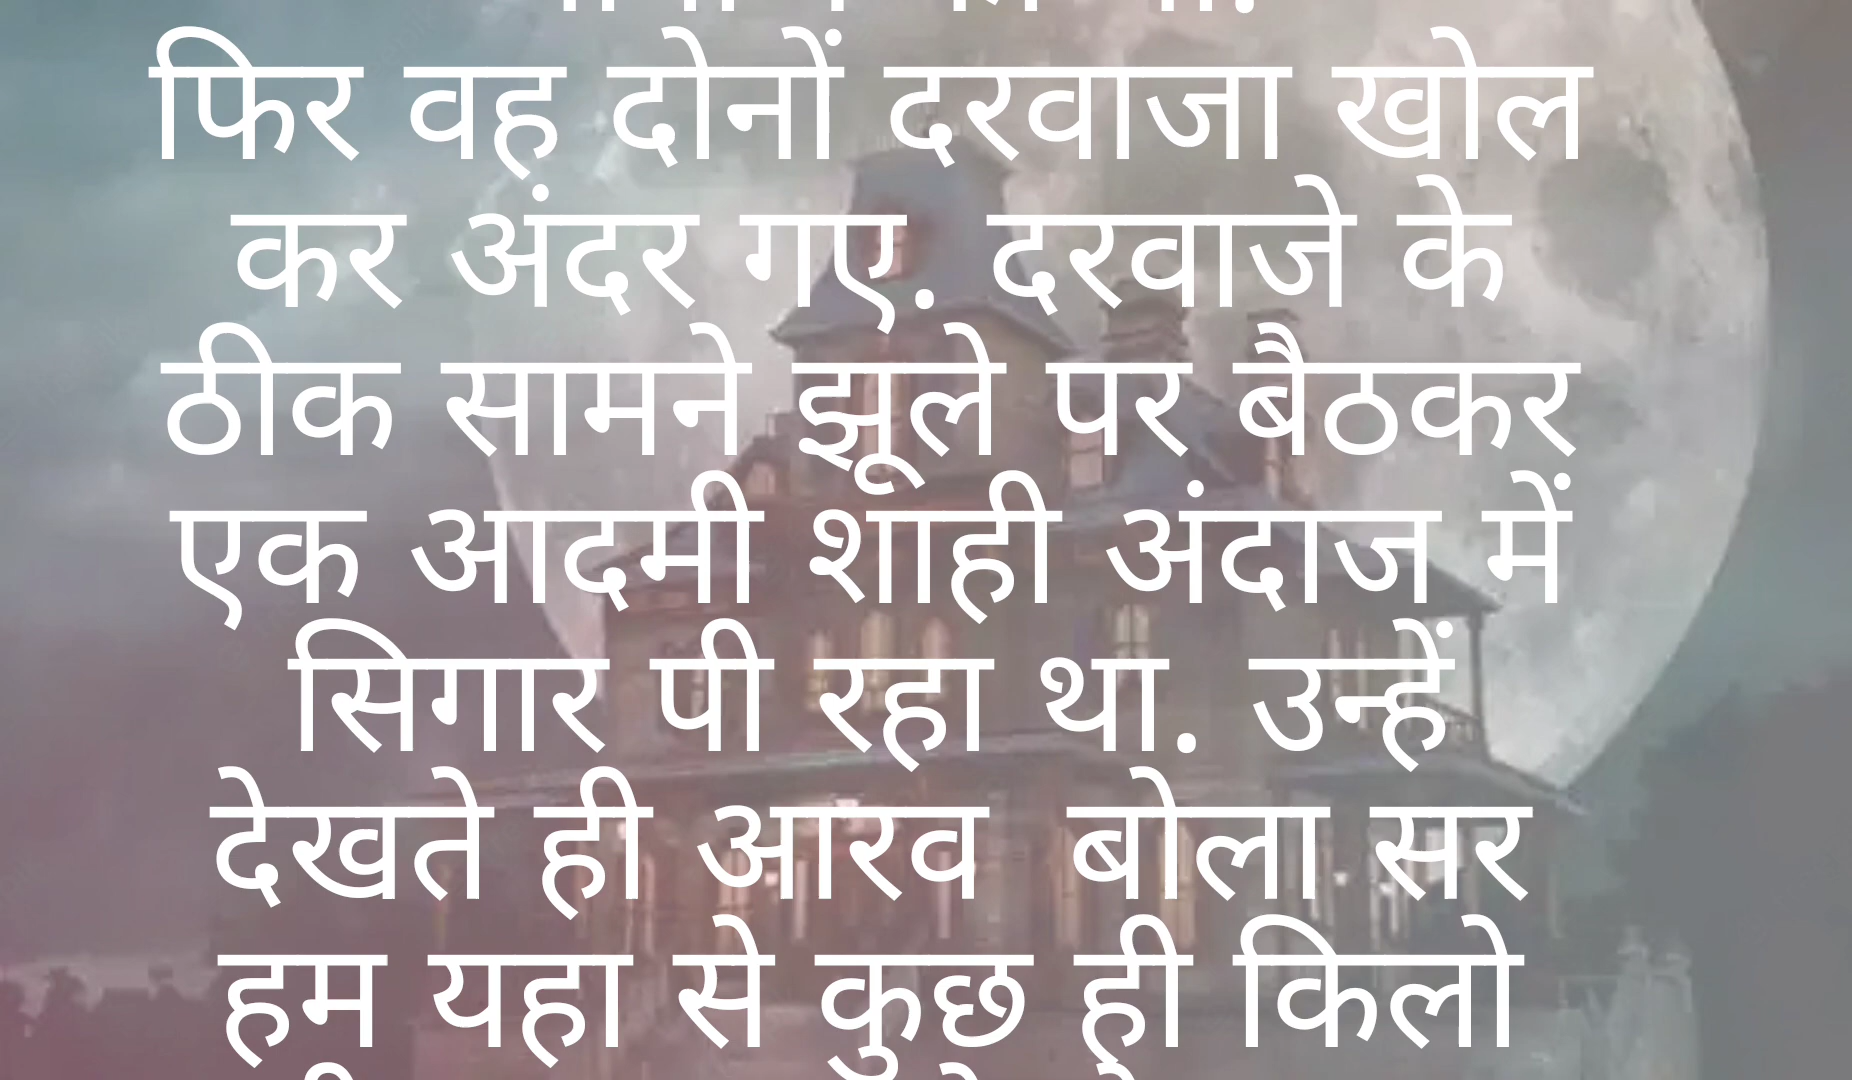 फिर वह दोनों दरवाजा खोल
कर अंदर गए. दरवाजे के
ठीक सामने झूले पर बैठकर
एक आदमी शाही अंदाज में
सिगार पी रहा था. उन्हें
देखते ही आरव  बोला सर
हम यहा से कुछ ही किलो